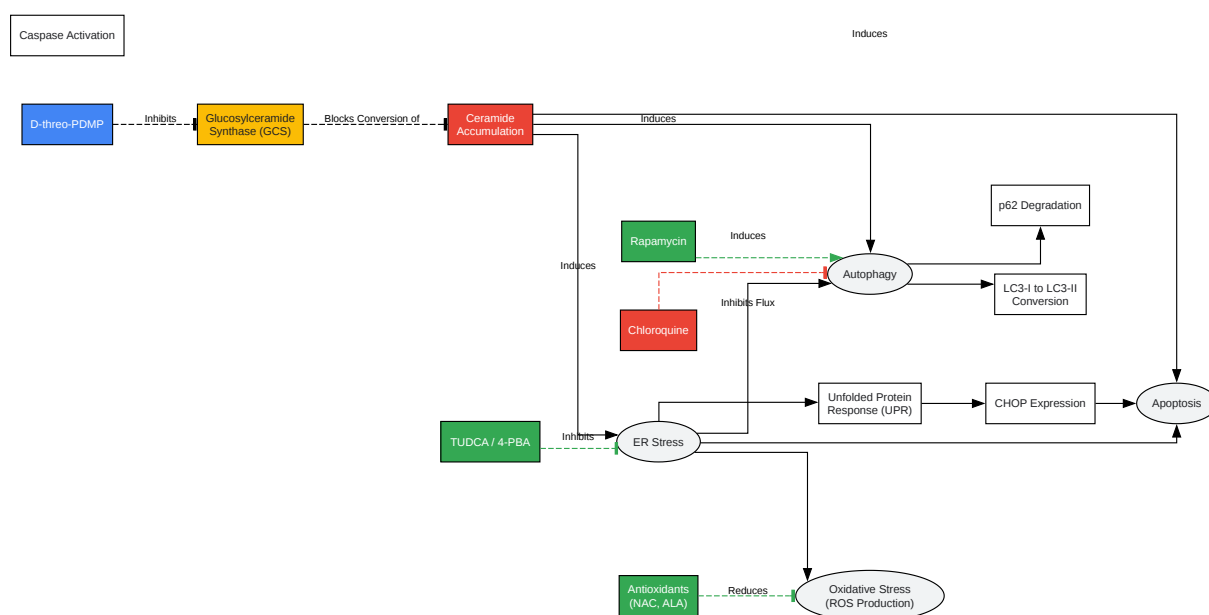 Caspase Activation
Induces
D-threo-PDMP
Inhibits
Glucosylceramide
Synthase (GCS)
Blocks Conversion of
Ceramide
Accumulation
Induces
p62 Degradation
Rapamycin
Induces
Induces
Autophagy
LC3-I to LC3-II
Conversion
Inhibits Flux
Chloroquine
Unfolded Protein
Response (UPR)
CHOP Expression
Apoptosis
TUDCA / 4-PBA
Inhibits
ER Stress
Antioxidants
(NAC, ALA)
Reduces
Oxidative Stress
(ROS Production)